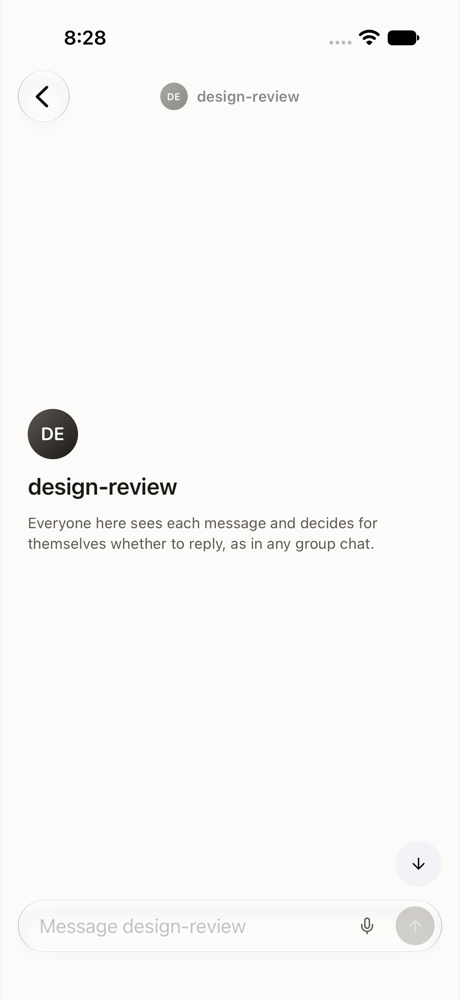 8:28
DE design-review
DE
design-review
Everyone here sees each message and decides for
themselves whether to reply, as in any group chat.
Message design-review